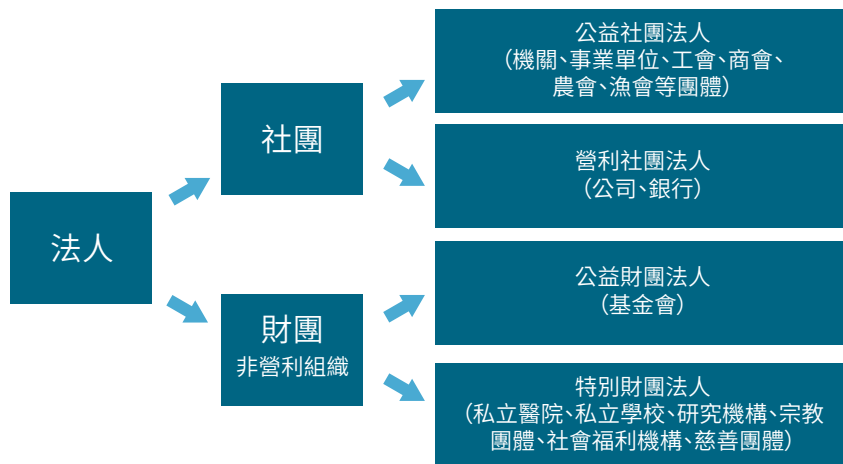 法人
社團
財團
非營利組織
公益社團法人
（機關、事業單位、工會、商會、
農會、漁會等團體）
營利社團法人
（公司、銀行）
公益財團法人
（基金會）
特別財團法人
（私立醫院、私立學校、研究機構、宗教
團體、社會福利機構、慈善團體）